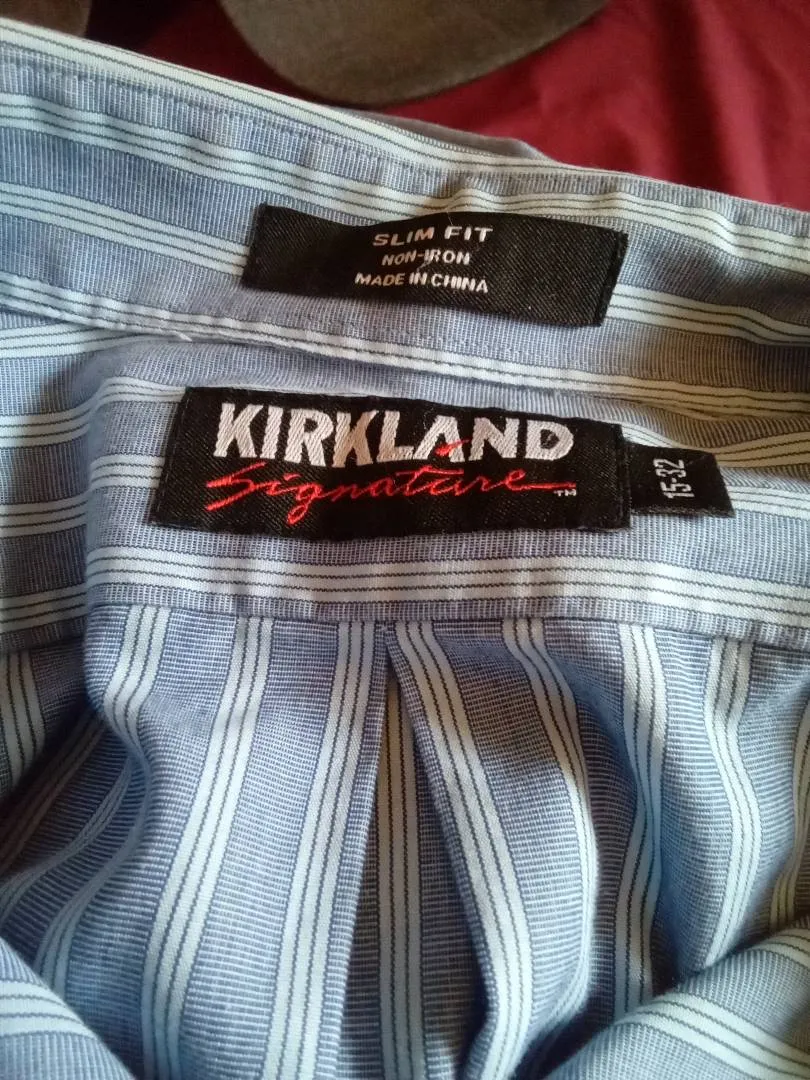 SLIM FIT
NON-IRON
MADE IN CHINA
KIRKLAND
Signature™
15-32